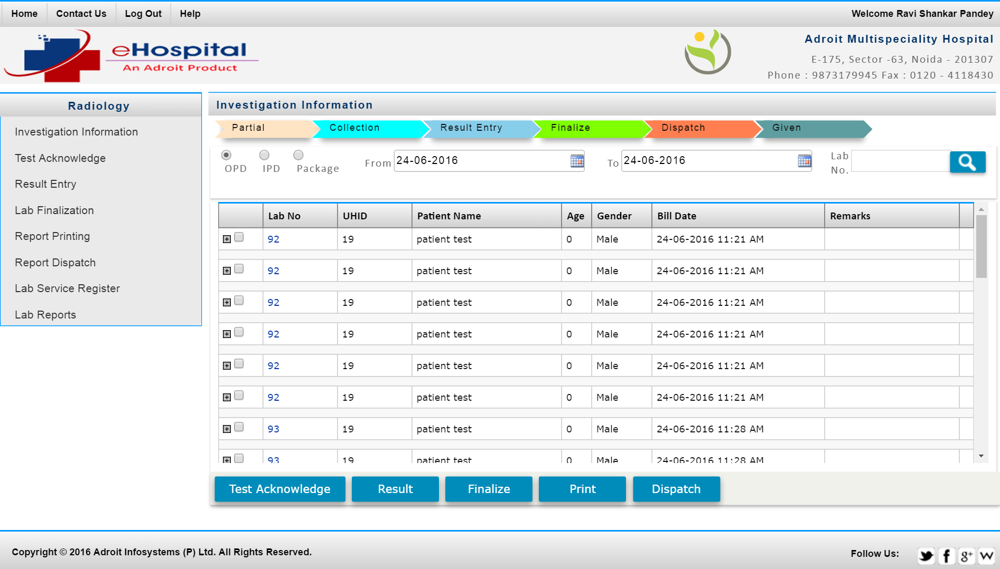 Home Contact Us Log Out Help Welcome Ravi Shankar Pandey
eHospital
An Adroit Product
Adroit Multispeciality Hospital
E-175, Sector -63, Noida - 201307
Phone : 9873179945 Fax : 0120 - 4118430
Radiology
Investigation Information
Test Acknowledge
Result Entry
Lab Finalization
Report Printing
Report Dispatch
Lab Service Register
Lab Reports
Investigation Information
Partial Collection Result Entry Finalize Dispatch Given
OPD IPD Package From 24-06-2016 To 24-06-2016 Lab No.
Lab No UHID Patient Name Age Gender Bill Date Remarks
92 19 patient test 0 Male 24-06-2016 11:21 AM
92 19 patient test 0 Male 24-06-2016 11:21 AM
92 19 patient test 0 Male 24-06-2016 11:21 AM
92 19 patient test 0 Male 24-06-2016 11:21 AM
92 19 patient test 0 Male 24-06-2016 11:21 AM
92 19 patient test 0 Male 24-06-2016 11:21 AM
93 19 patient test 0 Male 24-06-2016 11:28 AM
93 19 patient test 0 Male 24-06-2016 11:28 AM
Test Acknowledge Result Finalize Print Dispatch
Copyright © 2016 Adroit Infosystems (P) Ltd. All Rights Reserved. Follow Us:
f g+ W